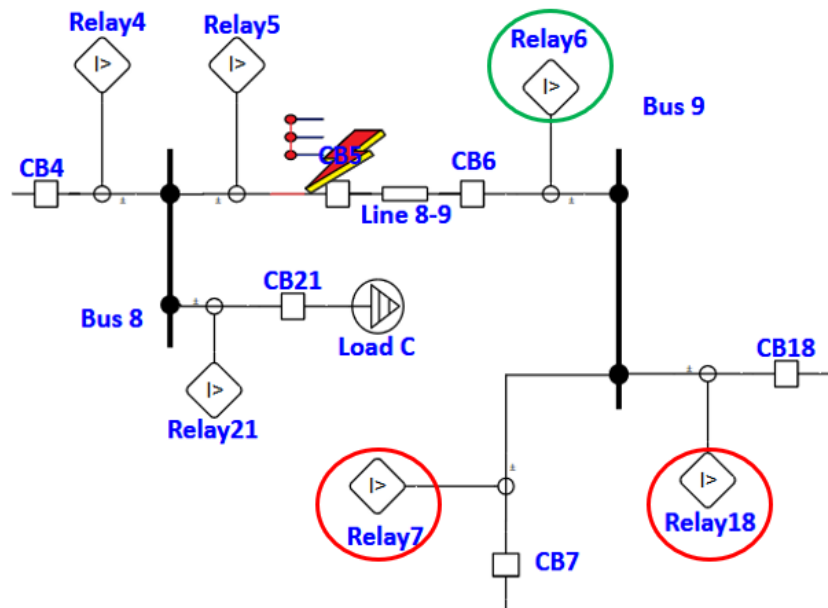 Relay4
Relay5
Relay6
|>
|>
|>
Bus 9
CB4
CB5
CB6
±
±
±
Line 8-9
CB21
±
Bus 8
Load C
CB18
±
|>
Relay21
±
|>
Relay7
|>
Relay18
CB7